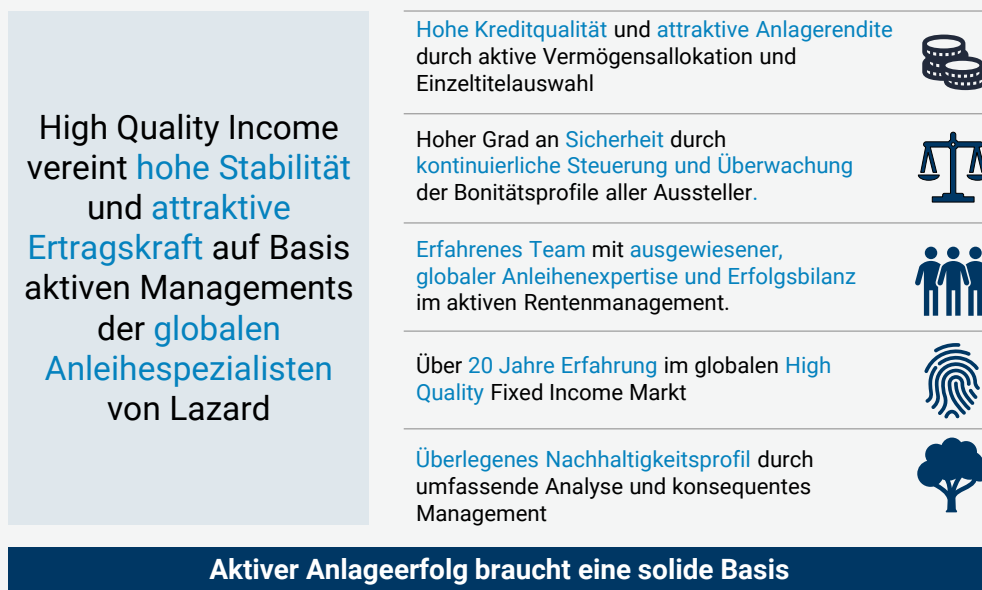 High Quality Income
vereint hohe Stabilität
und attraktive
Ertragskraft auf Basis
aktiven Managements
der globalen
Anleihespezialisten
von Lazard
Hohe Kreditqualität und attraktive Anlagerendite
durch aktive Vermögensallokation und
Einzeltitelauswahl
Hoher Grad an Sicherheit durch
kontinuierliche Steuerung und Überwachung
der Bonitätsprofile aller Aussteller.
Erfahrenes Team mit ausgewiesener,
globaler Anleihenexpertise und Erfolgsbilanz
im aktiven Rentenmanagement.
Über 20 Jahre Erfahrung im globalen High
Quality Fixed Income Markt
Überlegenes Nachhaltigkeitsprofil durch
umfassende Analyse und konsequentes
Management
Aktiver Anlageerfolg braucht eine solide Basis